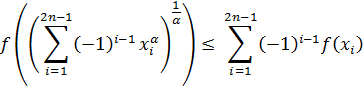 f((∑_{i=1}^{2n−1} (−1)^{i−1} x_i^α)^{1/α}) ≤ ∑_{i=1}^{2n−1} (−1)^{i−1} f(x_i)